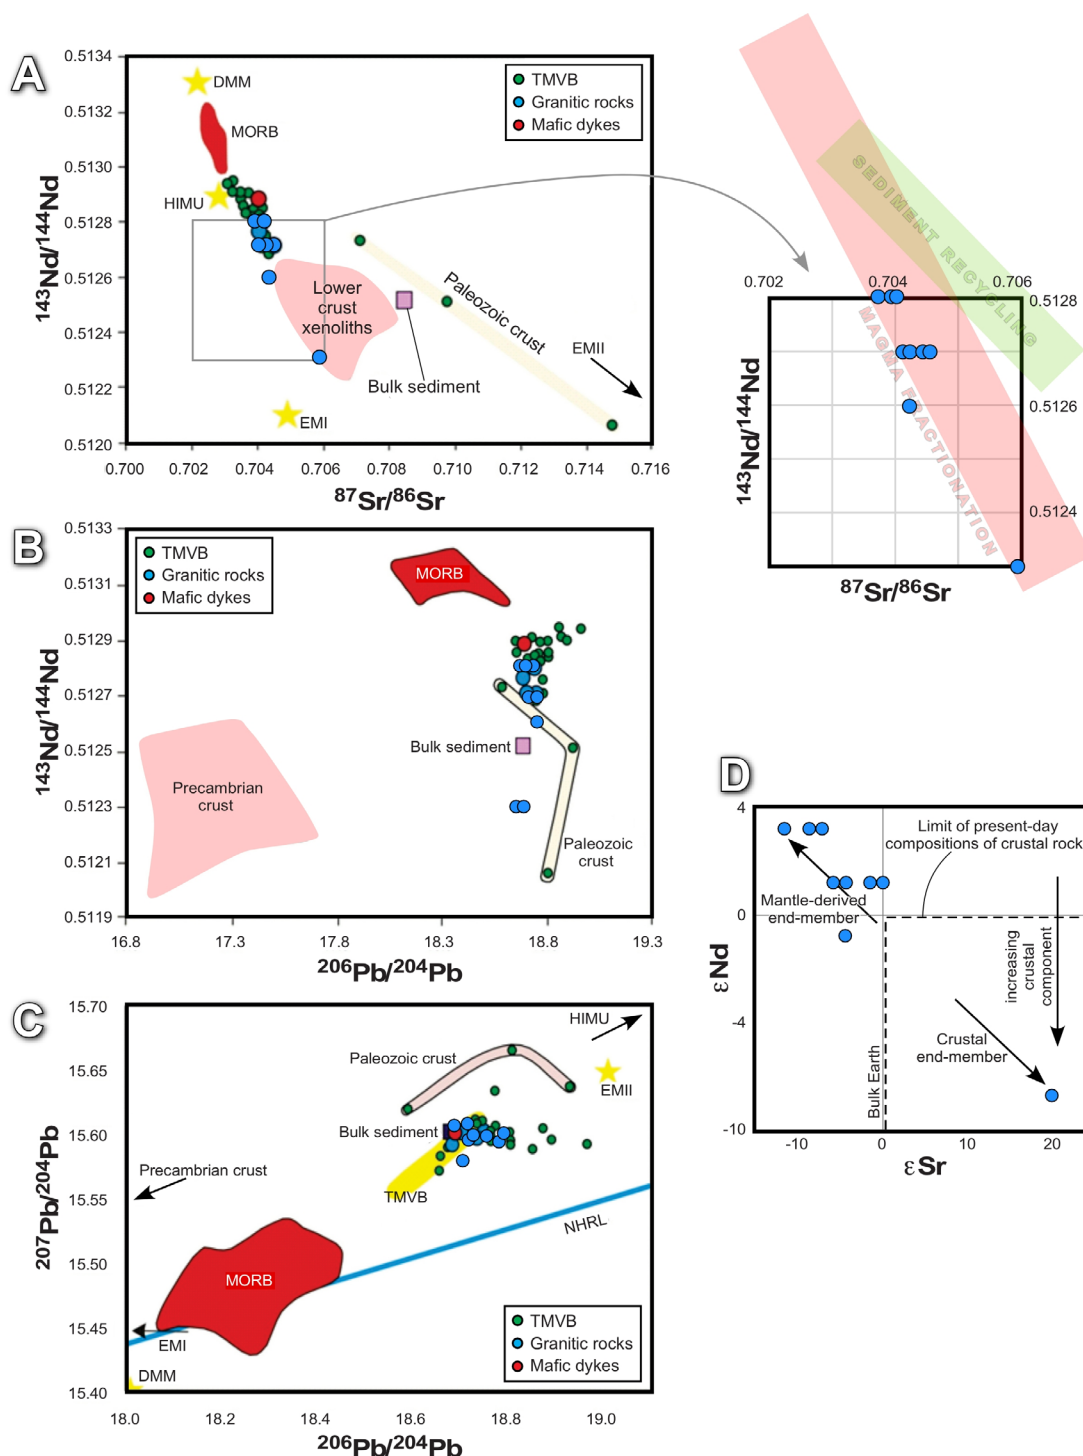 A
0.5134
0.5132
0.5130
0.5128
0.5126
0.5124
0.5122
0.5120
143Nd/144Nd
DMM
MORB
HIMU
TMVB
Granitic rocks
Mafic dykes
Lower
crust
xenoliths
Paleozoic crust
EMII
Bulk sediment
EMI
0.700
0.702
0.704
0.706
0.708
0.710
0.712
0.714
0.716
87Sr/86Sr
SEDIMENT RECYCLING
MAGMA FRACTIONATION
0.702
0.704
0.706
0.5128
0.5126
0.5124
143Nd/144Nd
87Sr/86Sr
B
0.5133
0.5131
0.5129
0.5127
0.5125
0.5123
0.5121
0.5119
143Nd/144Nd
TMVB
Granitic rocks
Mafic dykes
MORB
Bulk sediment
Precambrian
crust
Paleozoic
crust
16.8
17.3
17.8
18.3
18.8
19.3
206Pb/204Pb
C
15.70
15.65
15.60
15.55
15.50
15.45
15.40
207Pb/204Pb
HIMU
Paleozoic crust
EMII
Bulk sediment
Precambrian crust
TMVB
NHRL
MORB
EMI
DMM
TMVB
Granitic rocks
Mafic dykes
18.0
18.2
18.4
18.6
18.8
19.0
206Pb/204Pb
D
4
0
-4
-10
εNd
Limit of present-day
compositions of crustal rock
Mantle-derived
end-member
increasing
crustal
component
Crustal
end-member
Bulk Earth
-10
0
10
20
εSr